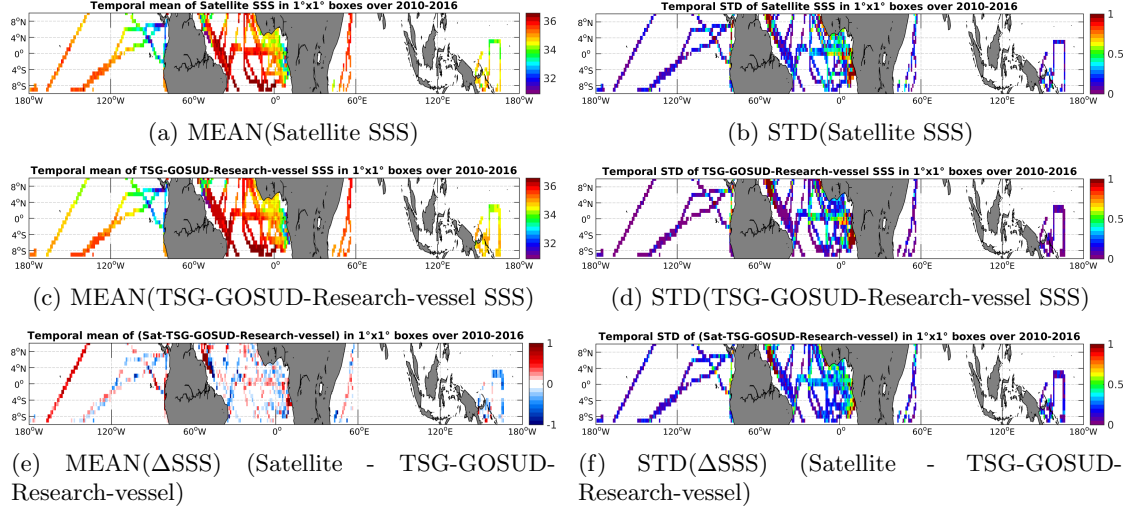 Temporal mean of Satellite SSS in 1°x1° boxes over 2010-2016
8°N
4°N
0°
4°S
8°S
180°W 120°W 60°W 0° 60°E 120°E 180°W
36
34
32
(a) MEAN(Satellite SSS)
Temporal STD of Satellite SSS in 1°x1° boxes over 2010-2016
8°N
4°N
0°
4°S
8°S
180°W 120°W 60°W 0° 60°E 120°E 180°W
1
0.5
0
(b) STD(Satellite SSS)
Temporal mean of TSG-GOSUD-Research-vessel SSS in 1°x1° boxes over 2010-2016
8°N
4°N
0°
4°S
8°S
180°W 120°W 60°W 0° 60°E 120°E 180°W
36
34
32
(c) MEAN(TSG-GOSUD-Research-vessel SSS)
Temporal STD of TSG-GOSUD-Research-vessel SSS in 1°x1° boxes over 2010-2016
8°N
4°N
0°
4°S
8°S
180°W 120°W 60°W 0° 60°E 120°E 180°W
1
0.5
0
(d) STD(TSG-GOSUD-Research-vessel SSS)
Temporal mean of (Sat-TSG-GOSUD-Research-vessel) in 1°x1° boxes over 2010-2016
8°N
4°N
0°
4°S
8°S
180°W 120°W 60°W 0° 60°E 120°E 180°W
1
0
-1
(e) MEAN(ΔSSS) (Satellite - TSG-GOSUD-
Research-vessel)
Temporal STD of (Sat-TSG-GOSUD-Research-vessel) in 1°x1° boxes over 2010-2016
8°N
4°N
0°
4°S
8°S
180°W 120°W 60°W 0° 60°E 120°E 180°W
1
0.5
0
(f) STD(ΔSSS) (Satellite - TSG-GOSUD-
Research-vessel)